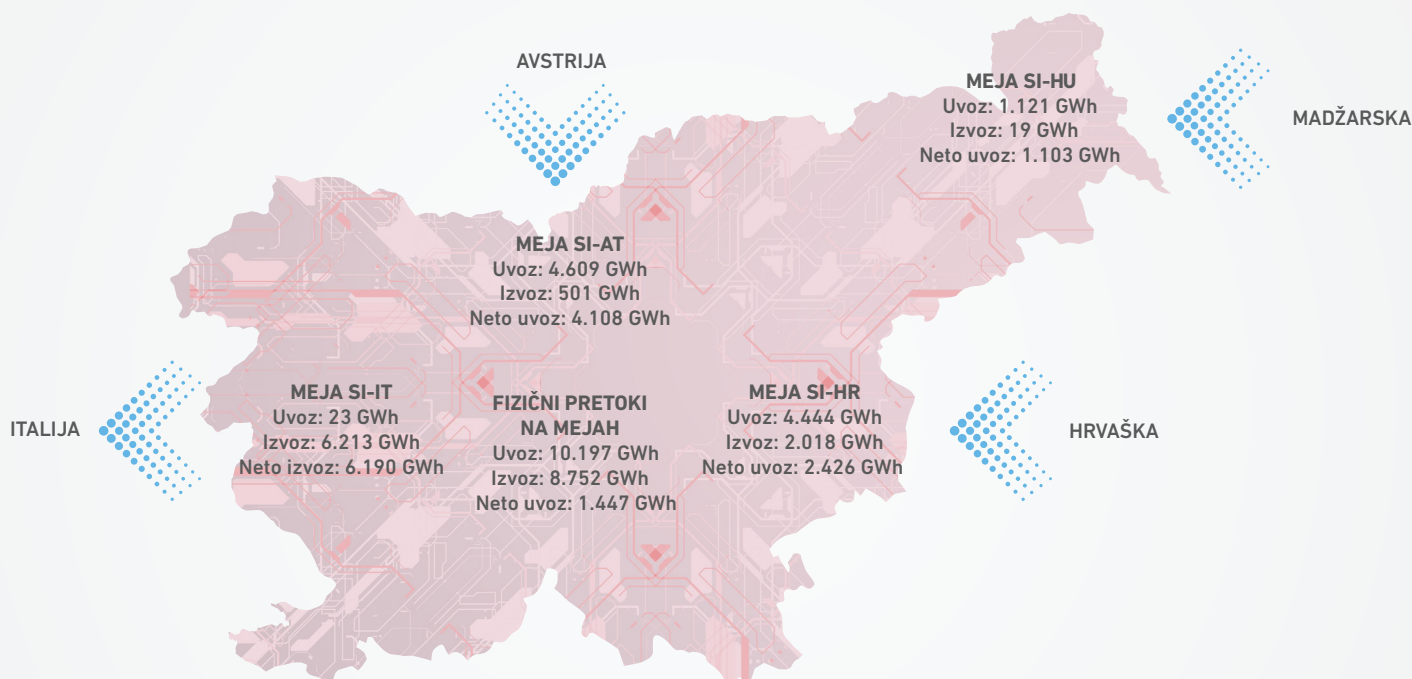 AVSTRIJA
MEJA SI-HU
Uvoz: 1.121 GWh
Izvoz: 19 GWh
Neto uvoz: 1.103 GWh
MADŽARSKA
MEJA SI-AT
Uvoz: 4.609 GWh
Izvoz: 501 GWh
Neto uvoz: 4.108 GWh
ITALIJA
MEJA SI-IT
Uvoz: 23 GWh
Izvoz: 6.213 GWh
Neto izvoz: 6.190 GWh
FIZIČNI PRETOKI
NA MEJAH
Uvoz: 10.197 GWh
Izvoz: 8.752 GWh
Neto uvoz: 1.447 GWh
MEJA SI-HR
Uvoz: 4.444 GWh
Izvoz: 2.018 GWh
Neto uvoz: 2.426 GWh
HRVAŠKA